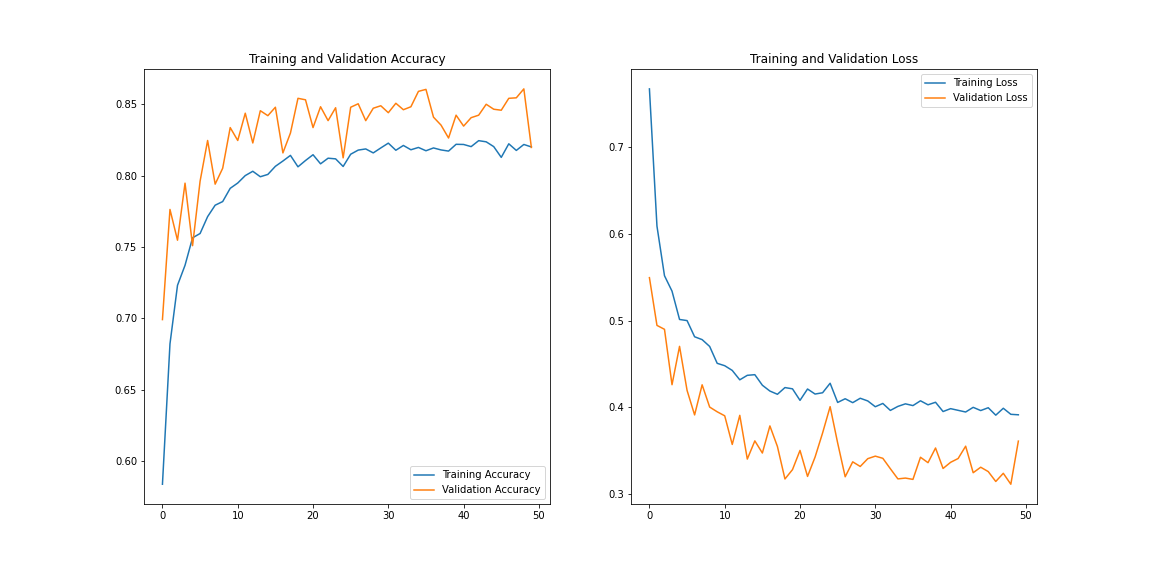 Training and Validation Accuracy
0.85
0.80
0.75
0.70
0.65
0.60
0 10 20 30 40 50
Training Accuracy
Validation Accuracy
Training and Validation Loss
0.7
0.6
0.5
0.4
0.3
0 10 20 30 40 50
Training Loss
Validation Loss